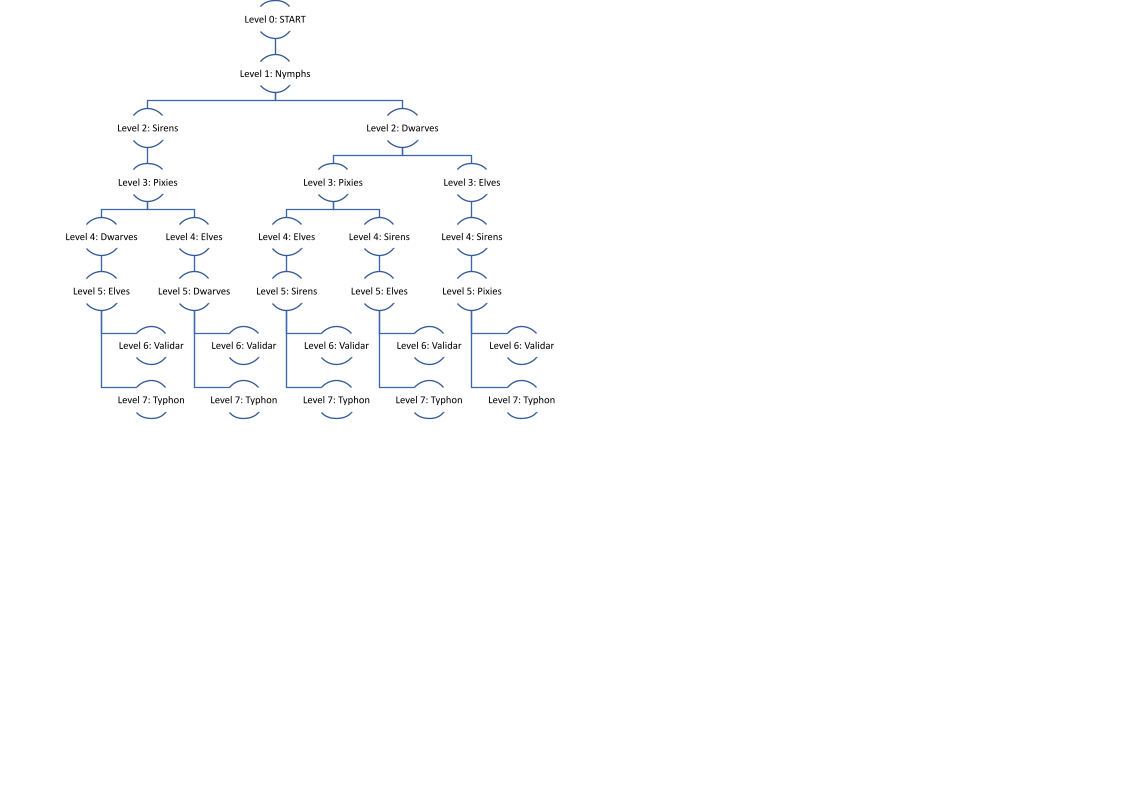 Level 0: START
Level 1: Nymphs
Level 2: Sirens
Level 2: Dwarves
Level 3: Pixies
Level 3: Pixies
Level 3: Elves
Level 4: Dwarves
Level 4: Elves
Level 4: Elves
Level 4: Sirens
Level 4: Sirens
Level 5: Elves
Level 5: Dwarves
Level 5: Sirens
Level 5: Elves
Level 5: Pixies
Level 6: Validar
Level 6: Validar
Level 6: Validar
Level 6: Validar
Level 6: Validar
Level 7: Typhon
Level 7: Typhon
Level 7: Typhon
Level 7: Typhon
Level 7: Typhon